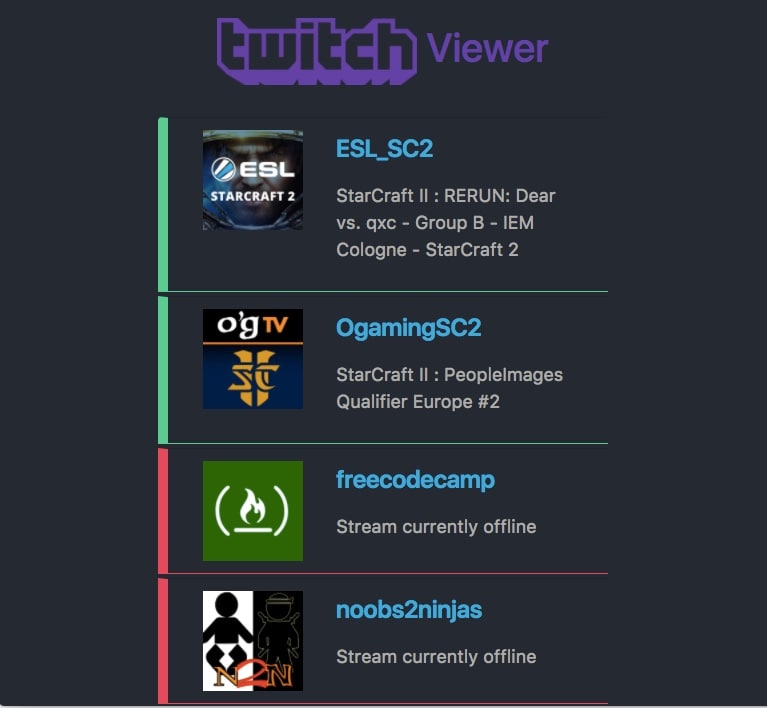 twitch Viewer
ESL
STARCRAFT 2
ESL_SC2
StarCraft II : RERUN: Dear
vs. qxc - Group B - IEM
Cologne - StarCraft 2
o'g TV
SC
OgamingSC2
StarCraft II : PeopleImages
Qualifier Europe #2
freecodecamp
Stream currently offline
N2N
noobs2ninjas
Stream currently offline